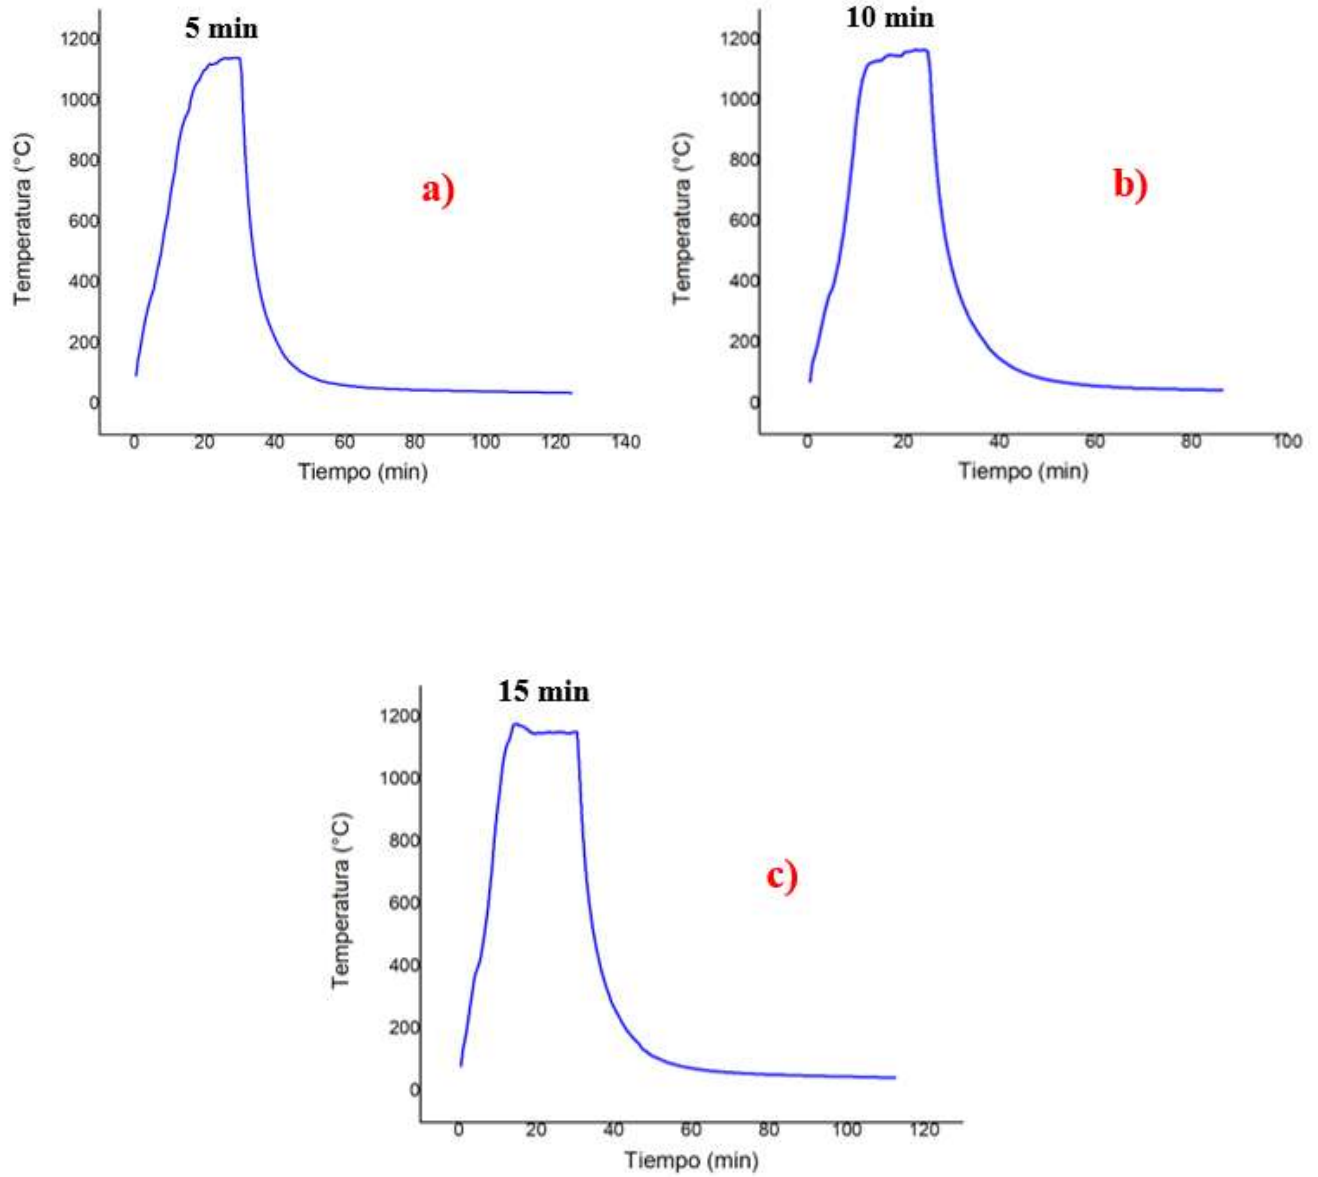 5 min
1200
1000
800
600
400
200
0
Temperatura (°C)
a)
0 20 40 60 80 100 120 140
Tiempo (min)
10 min
1200
1000
800
600
400
200
0
Temperatura (°C)
b)
0 20 40 60 80 100
Tiempo (min)
15 min
1200
1000
800
600
400
200
0
Temperatura (°C)
c)
0 20 40 60 80 100 120
Tiempo (min)